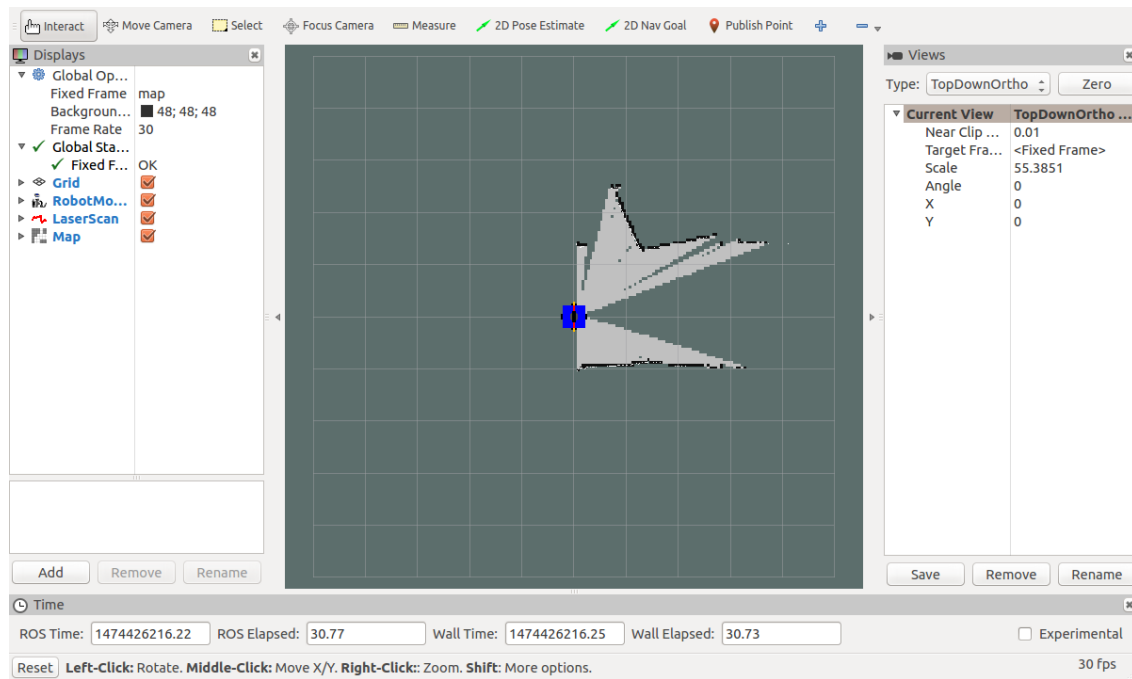 Interact Move Camera Select Focus Camera Measure 2D Pose Estimate 2D Nav Goal Publish Point
Displays
Global Op...
Fixed Frame map
Backgroun... 48; 48; 48
Frame Rate 30
Global Sta...
Fixed F... OK
Grid
RobotMo...
LaserScan
Map
Add Remove Rename
Views
Type: TopDownOrtho Zero
Current View TopDownOrtho ...
Near Clip ... 0.01
Target Fra... <Fixed Frame>
Scale 55.3851
Angle 0
X 0
Y 0
Save Remove Rename
Time
ROS Time: 1474426216.22 ROS Elapsed: 30.77 Wall Time: 1474426216.25 Wall Elapsed: 30.73 Experimental
Reset Left-Click: Rotate. Middle-Click: Move X/Y. Right-Click:: Zoom. Shift: More options. 30 fps